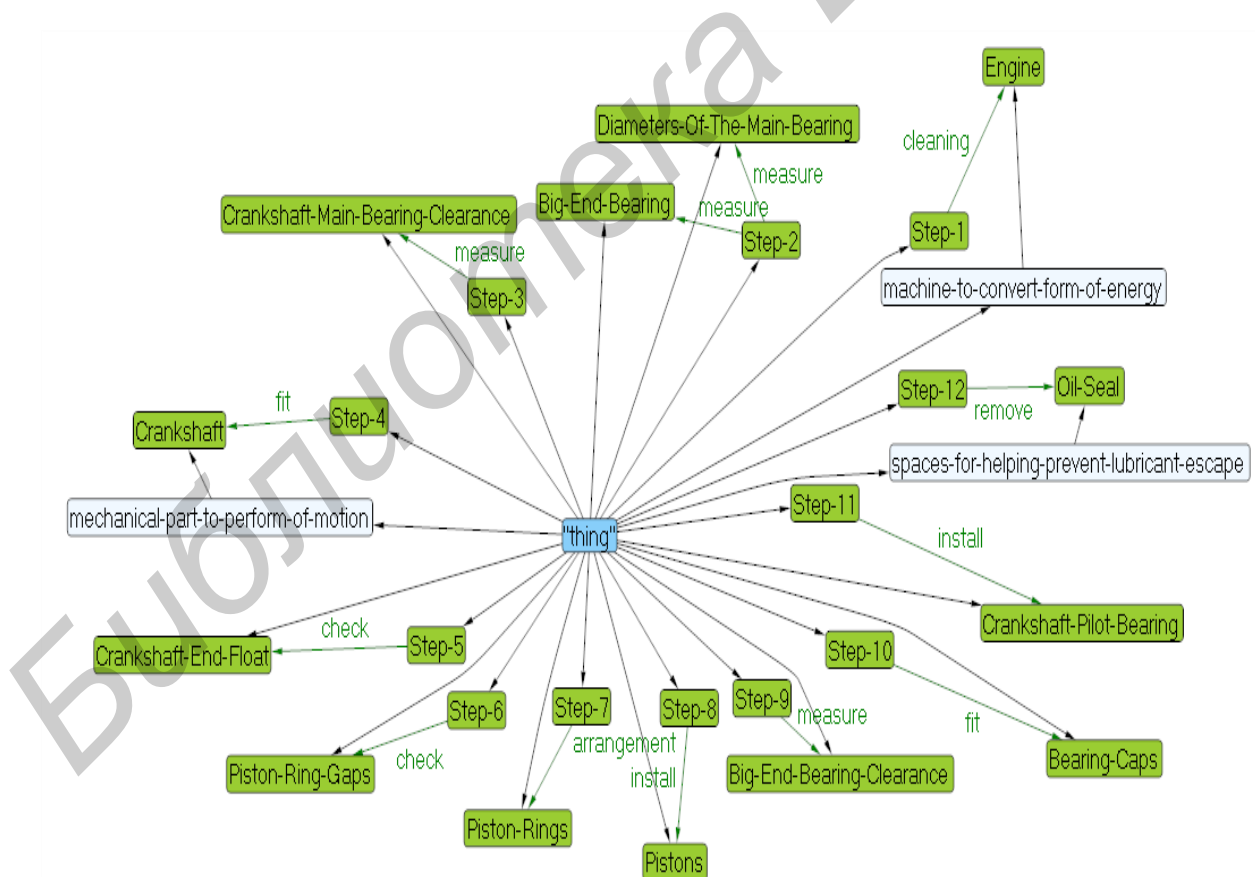 Engine
Diameters-Of-The-Main-Bearing
cleaning
measure
Crankshaft-Main-Bearing-Clearance
Big-End-Bearing
measure
Step-2
Step-1
measure
Step-3
machine-to-convert-form-of-energy
Step-12
Oil-Seal
remove
fit
Step-4
Crankshaft
spaces-for-helping-prevent-lubricant-escape
mechanical-part-to-perform-of-motion
"thing"
Step-11
install
Crankshaft-Pilot-Bearing
check
Step-5
Crankshaft-End-Float
Step-10
Step-6
Step-7
Step-8
Step-9
measure
fit
arrangement
check
install
Piston-Ring-Gaps
Big-End-Bearing-Clearance
Bearing-Caps
Piston-Rings
Pistons
Библиотека